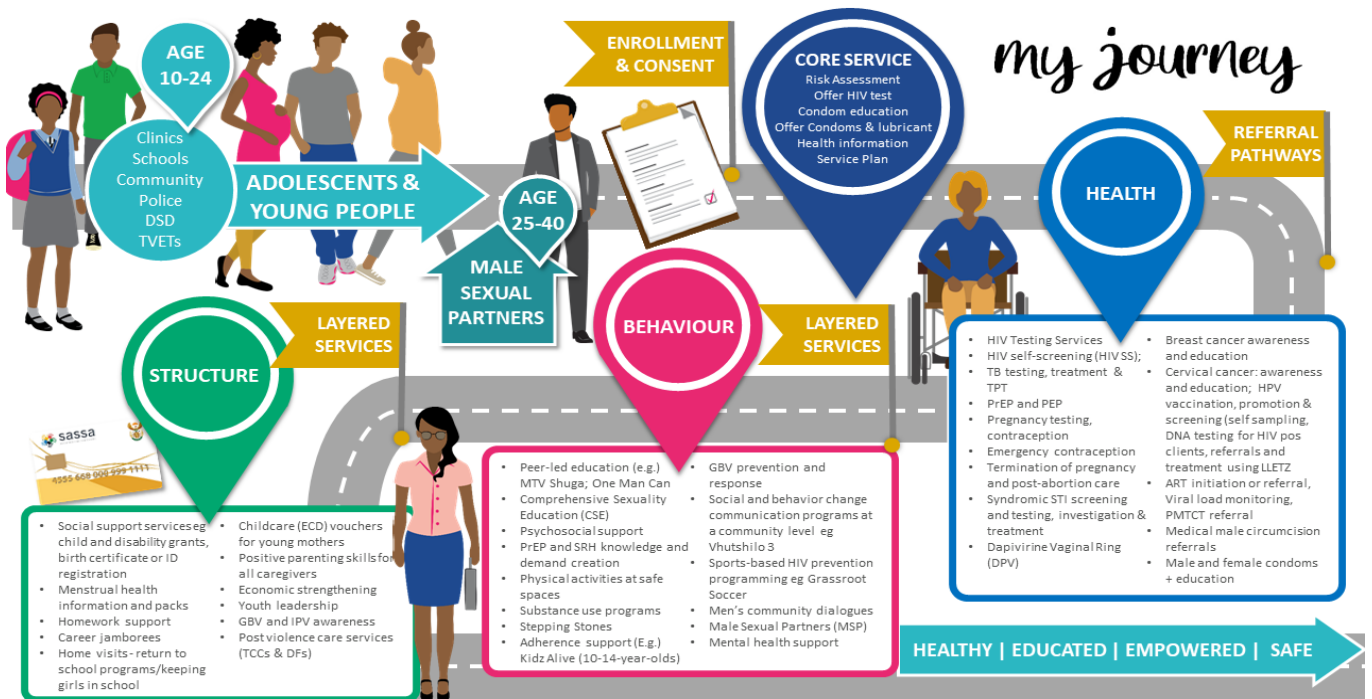 AGE
10-24
Clinics
Schools
Community
Police
DSD
TVETs
ADOLESCENTS &
YOUNG PEOPLE
AGE
25-40
MALE
SEXUAL
PARTNERS
ENROLLMENT
& CONSENT
CORE SERVICE
Risk Assessment
Offer HIV test
Condom education
Offer Condoms & lubricant
Health information
Service Plan
my journey
REFERRAL
PATHWAYS
HEALTH
• HIV Testing Services
• HIV self-screening (HIV SS);
• TB testing, treatment &
TPT
• PrEP and PEP
• Pregnancy testing,
contraception
• Emergency contraception
• Termination of pregnancy
and post-abortion care
• Syndromic STI screening
and testing, investigation &
treatment
• Dapivirine Vaginal Ring
(DPV)
• Breast cancer awareness
and education
• Cervical cancer: awareness
and education; HPV
vaccination, promotion &
screening (self sampling,
DNA testing for HIV pos
clients, referrals and
treatment using LLETZ
• ART initiation or referral,
Viral load monitoring,
PMTCT referral
• Medical male circumcision
referrals
• Male and female condoms
+ education
LAYERED
SERVICES
BEHAVIOUR
• Peer-led education (e.g.)
MTV Shuga; One Man Can
• Comprehensive Sexuality
Education (CSE)
• Psychosocial support
• PrEP and SRH knowledge and
demand creation
• Physical activities at safe
spaces
• Substance use programs
• Stepping Stones
• Adherence support (E.g.)
Kidz Alive (10-14-year-olds)
• GBV prevention and
response
• Social and behavior change
communication programs at
a community level eg
Vhutshilo 3
• Sports-based HIV prevention
programming eg Grassroot
Soccer
• Men's community dialogues
• Male Sexual Partners (MSP)
• Mental health support
LAYERED
SERVICES
STRUCTURE
sassa
• Social support services eg
child and disability grants,
birth certificate or ID
registration
• Menstrual health
information and packs
• Homework support
• Career jamborees
• Home visits - return to
school programs/keeping
girls in school
• Childcare (ECD) vouchers
for young mothers
• Positive parenting skills for
all caregivers
• Economic strengthening
• Youth leadership
• GBV and IPV awareness
• Post violence care services
(TCCs & DFs)
HEALTHY | EDUCATED | EMPOWERED | SAFE